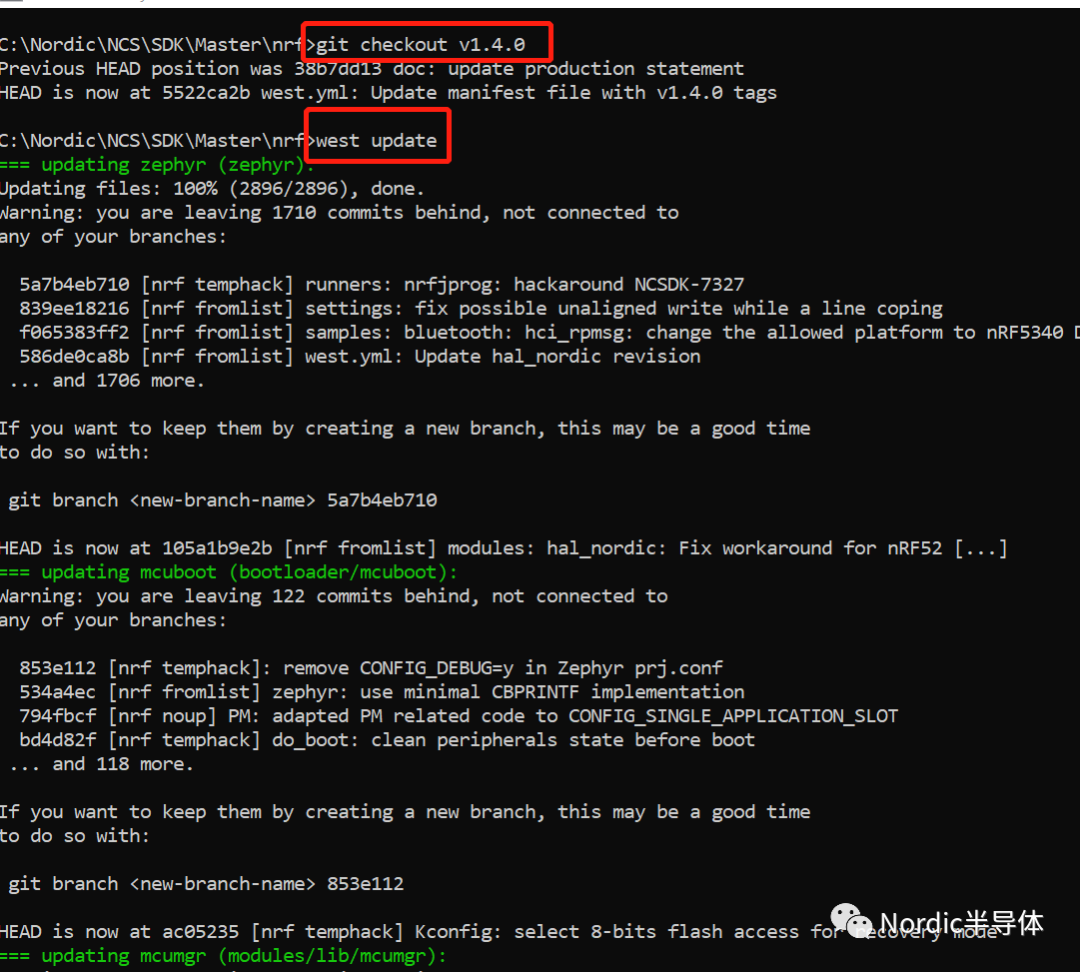 C:\Nordic\NCS\SDK\Master\nrf>git checkout v1.4.0
Previous HEAD position was 38b7dd13 doc: update production statement
HEAD is now at 5522ca2b west.yml: Update manifest file with v1.4.0 tags
C:\Nordic\NCS\SDK\Master\nrf>west update
=== updating zephyr (zephyr):
Updating files: 100% (2896/2896), done.
Warning: you are leaving 1710 commits behind, not connected to
any of your branches:
5a7b4eb710 [nrf temphack] runners: nrfjprog: hackaround NCSDK-7327
839ee18216 [nrf fromlist] settings: fix possible unaligned write while a line coping
f065383ff2 [nrf fromlist] samples: bluetooth: hci_rpmsg: change the allowed platform to nRF5340 D
586de0ca8b [nrf fromlist] west.yml: Update hal_nordic revision
... and 1706 more.
If you want to keep them by creating a new branch, this may be a good time
to do so with:
git branch <new-branch-name> 5a7b4eb710
HEAD is now at 105a1b9e2b [nrf fromlist] modules: hal_nordic: Fix workaround for nRF52 [...]
=== updating mcuboot (bootloader/mcuboot):
Warning: you are leaving 122 commits behind, not connected to
any of your branches:
853e112 [nrf temphack]: remove CONFIG_DEBUG=y in Zephyr prj.conf
534a4ec [nrf fromlist] zephyr: use minimal CBPRINTF implementation
794fbcf [nrf noup] PM: adapted PM related code to CONFIG_SINGLE_APPLICATION_SLOT
bd4d82f [nrf temphack] do_boot: clean peripherals state before boot
... and 118 more.
If you want to keep them by creating a new branch, this may be a good time
to do so with:
git branch <new-branch-name> 853e112
HEAD is now at ac05235 [nrf temphack] Kconfig: select 8-bits flash access for recovery mode
Nordic半导体
=== updating mcumgr (modules/lib/mcumgr):